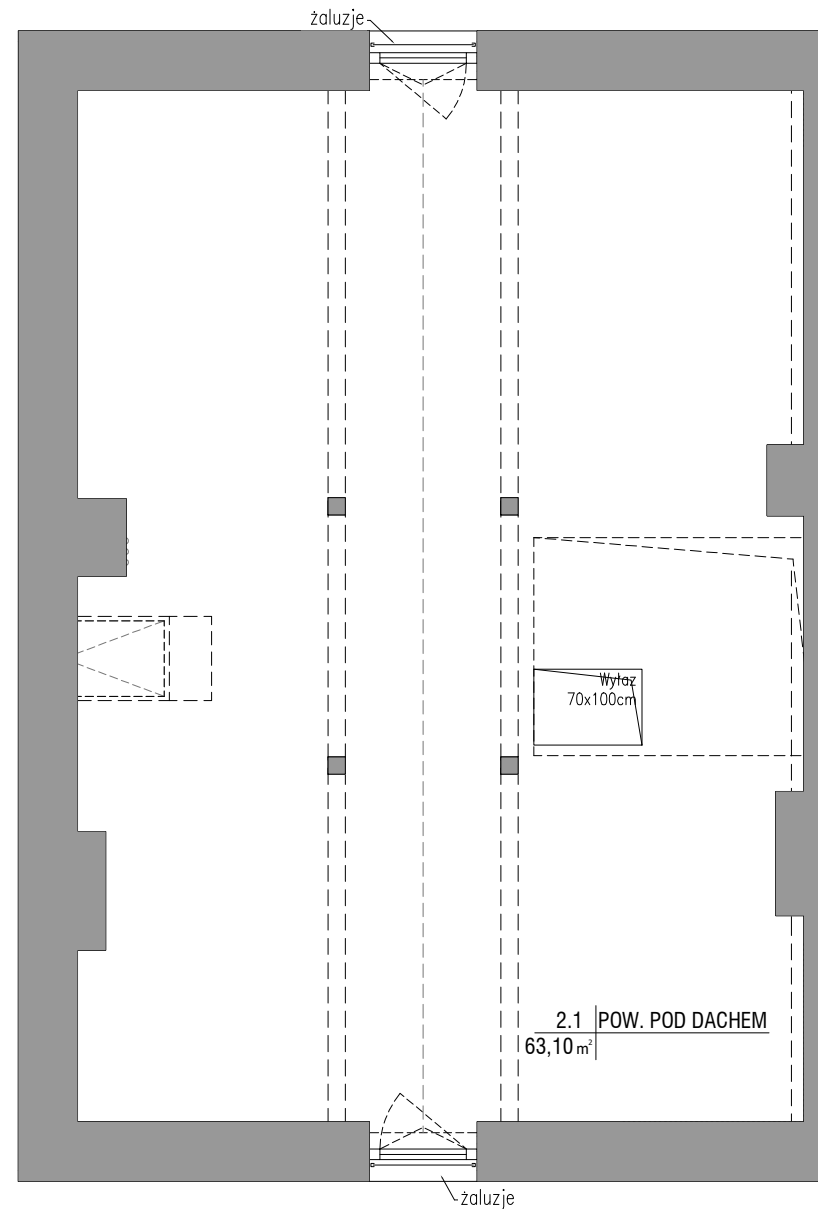 żaluzje
Wyłaz
70x100cm
2.1 POW. POD DACHEM
63,10 m²
żaluzje